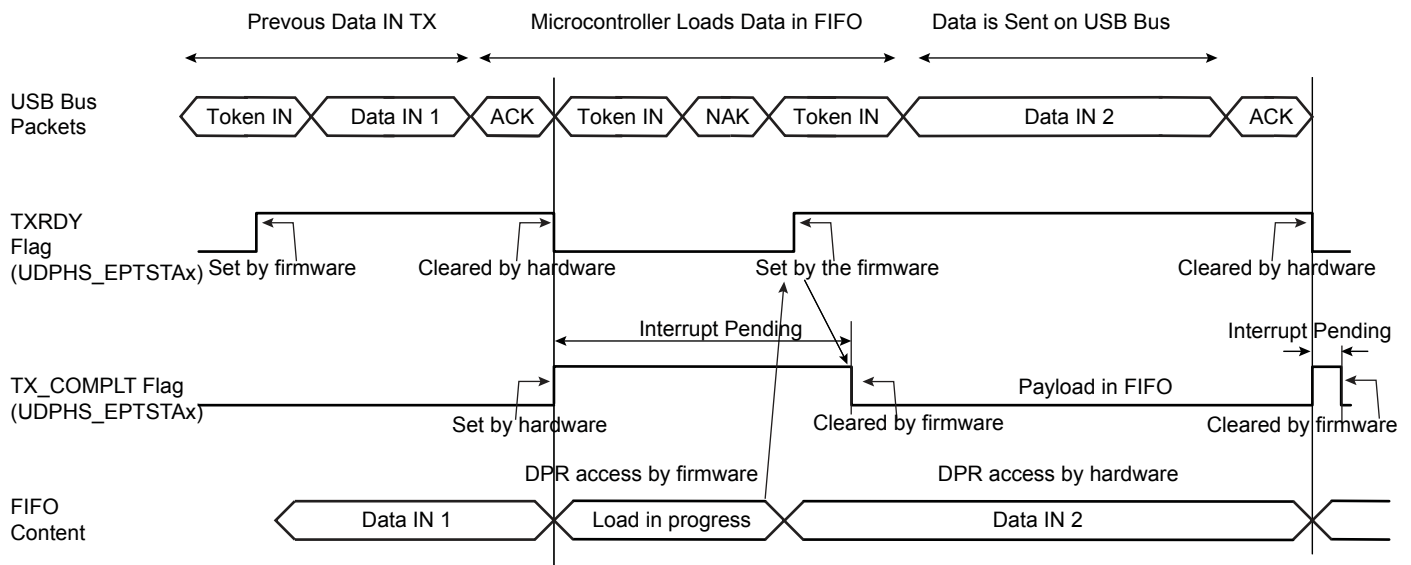 Prevous Data IN TX
Microcontroller Loads Data in FIFO
Data is Sent on USB Bus
USB Bus
Packets
Token IN
Data IN 1
ACK
Token IN
NAK
Token IN
Data IN 2
ACK
TXRDY
Flag
(UDPHS_EPTSTAx)
Set by firmware
Cleared by hardware
Set by the firmware
Cleared by hardware
Interrupt Pending
Interrupt Pending
TX_COMPLT Flag
(UDPHS_EPTSTAx)
Payload in FIFO
Set by hardware
Cleared by firmware
Cleared by firmware
DPR access by firmware
DPR access by hardware
FIFO
Content
Data IN 1
Load in progress
Data IN 2